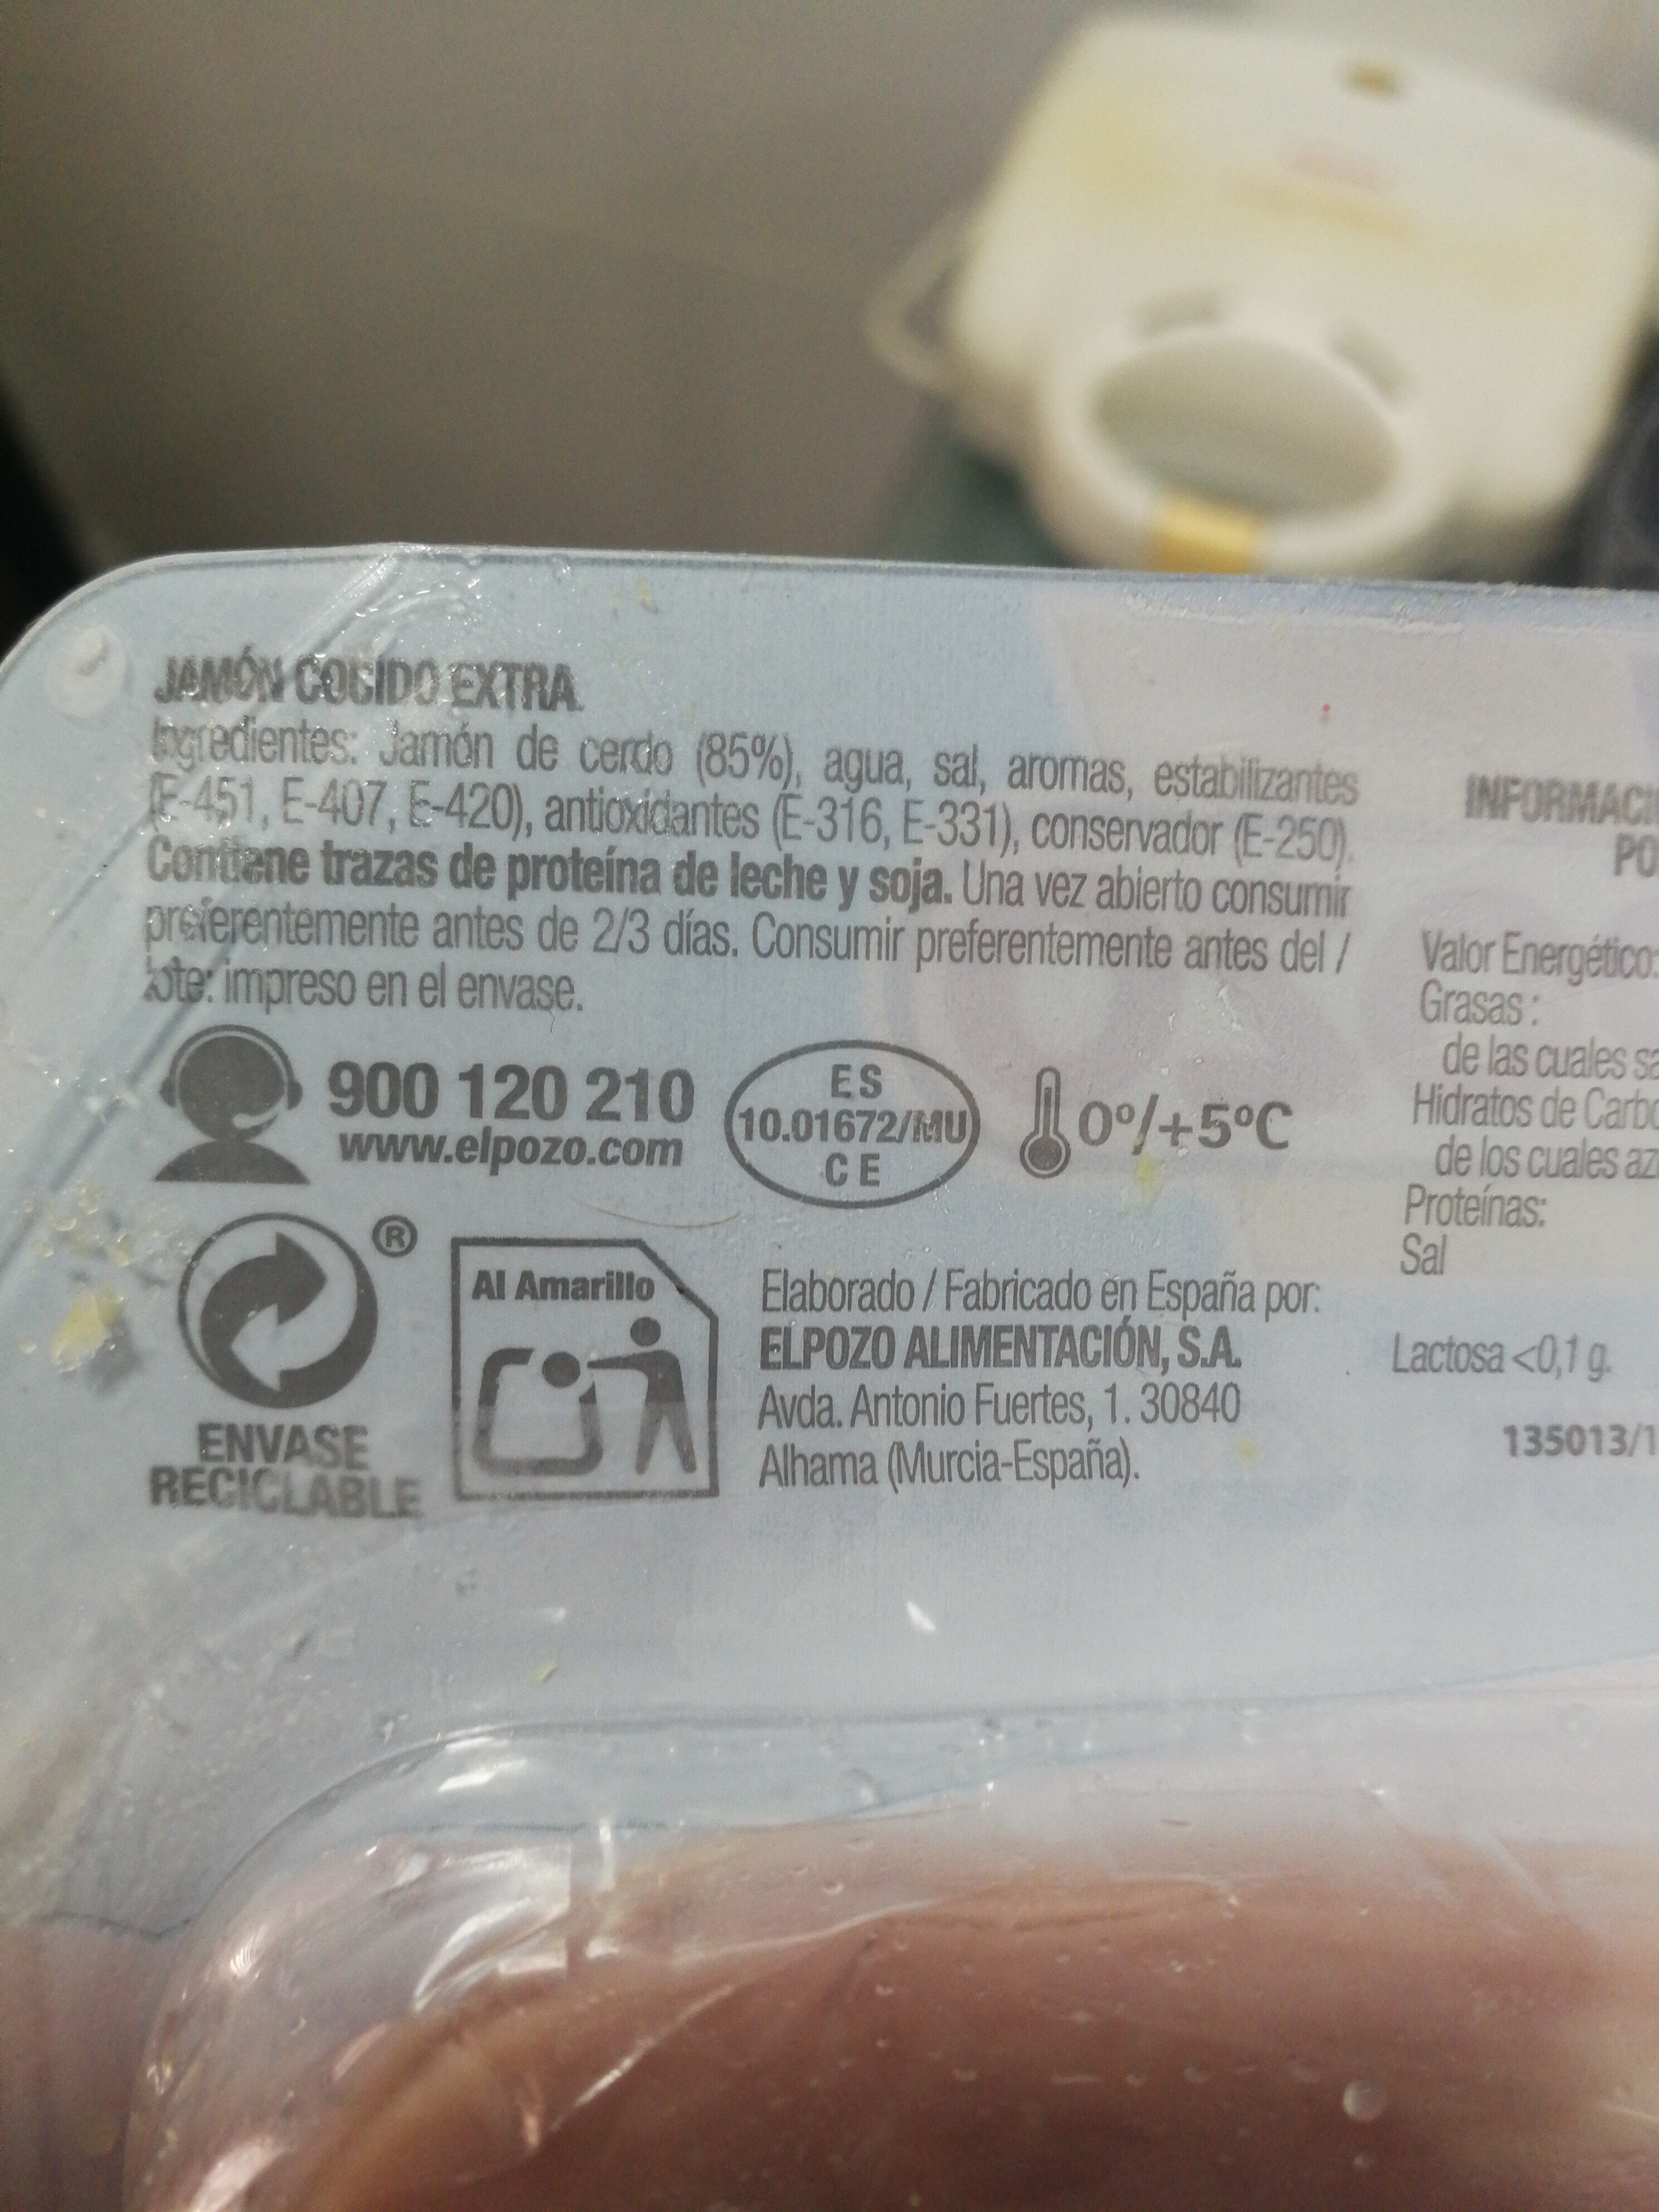 JAMÓN COCIDO EXTRA.
Ingredientes: Jamón de cerdo (85%), agua, sal, aromas, estabilizantes
(E-451, E-407, E-420), antioxidantes (E-316, E-331), conservador (E-250).
Contiene trazas de proteína de leche y soja. Una vez abierto consumir
preferentemente antes de 2/3 días. Consumir preferentemente antes del /
lote: impreso en el envase.
900 120 210
www.elpozo.com
ES
10.01672/MU
CE
0º/+5ºC
®
ENVASE
RECICLABLE
Al Amarillo
Elaborado / Fabricado en España por:
ELPOZO ALIMENTACIÓN, S.A.
Avda. Antonio Fuertes, 1. 30840
Alhama (Murcia-España).
INFORMACI
PO
Valor Energético:
Grasas :
de las cuales sa
Hidratos de Carbo
de los cuales az
Proteínas:
Sal
Lactosa <0,1 g.
135013/1